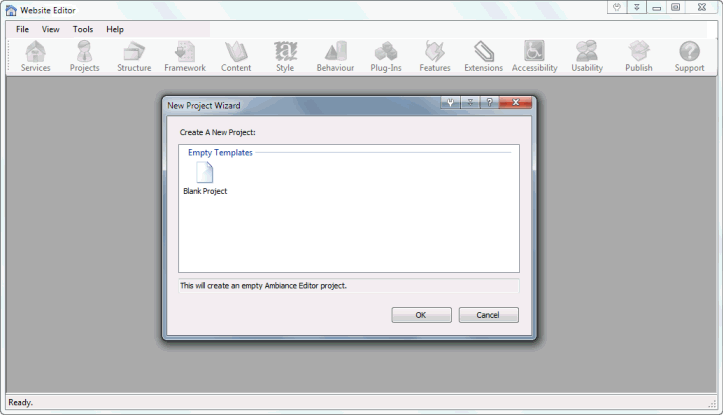 Website Editor
File View Tools Help
Services Projects Structure Framework Content Style Behaviour Plug-Ins Features Extensions Accessibility Usability Publish Support
New Project Wizard
Create A New Project:
Empty Templates
Blank Project
This will create an empty Ambiance Editor project.
OK Cancel
Ready.